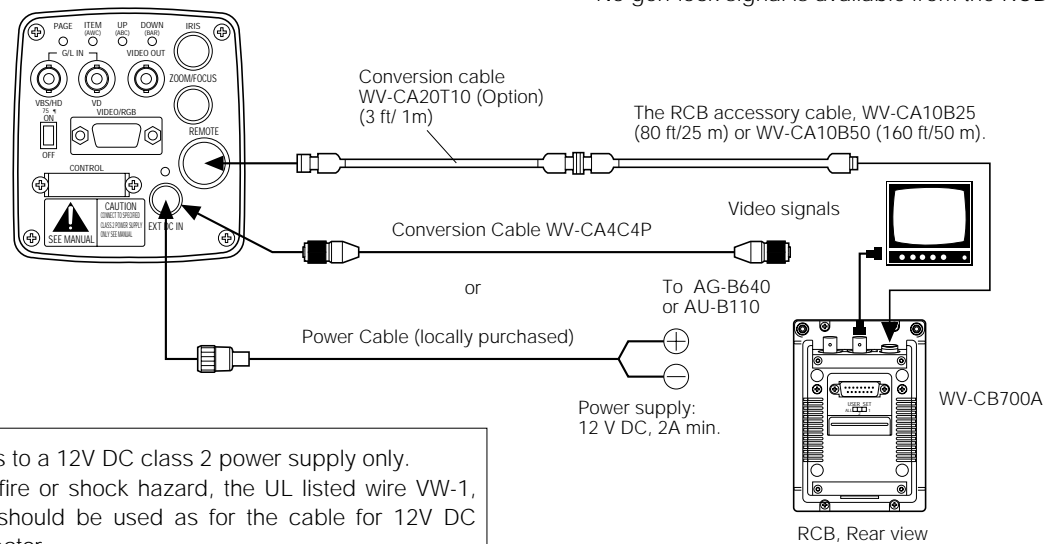 No gen-lock signal is available from the RCB
PAGE ITEM UP DOWN IRIS
(AWC) (ABC) (BAR)
G/L IN VIDEO OUT
ZOOM/FOCUS
VBS/HD VD
75 ¶
ON
OFF
VIDEO/RGB
REMOTE
CONTROL
CAUTION
CONNECT TO SPECIFIED
CLASS 2 POWER SUPPLY
ONLY SEE MANUAL
SEE MANUAL
EXT DC IN
Conversion cable
WV-CA20T10 (Option)
(3 ft/ 1m)
The RCB accessory cable, WV-CA10B25
(80 ft/25 m) or WV-CA10B50 (160 ft/50 m).
Video signals
Conversion Cable WV-CA4C4P
or
To AG-B640
or AU-B110
Power Cable (locally purchased)
+
−
Power supply:
12 V DC, 2A min.
USER SET
WV-CB700A
RCB, Rear view
s to a 12V DC class 2 power supply only.
fire or shock hazard, the UL listed wire VW-1,
should be used as for the cable for 12V DC